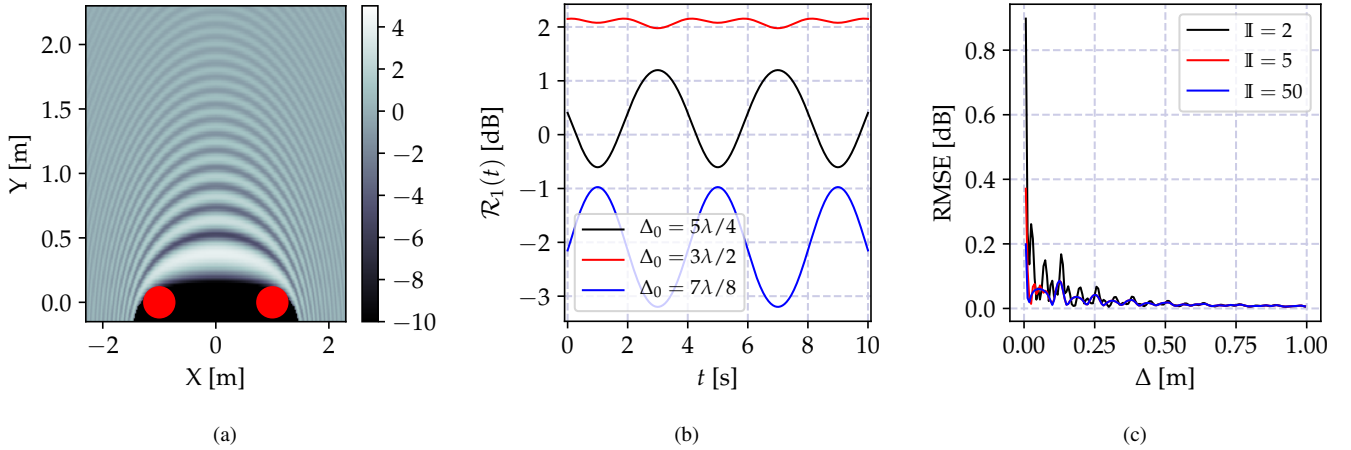 2.0
1.5
1.0
0.5
0.0
Y [m]
−2
0
2
X [m]
4
2
0
−2
−4
−6
−8
−10
(a)
2
1
0
−1
−2
−3
ℛ₁(t) [dB]
Δ₀ = 5λ/4
Δ₀ = 3λ/2
Δ₀ = 7λ/8
0
2
4
6
8
10
t [s]
(b)
0.8
0.6
0.4
0.2
0.0
RMSE [dB]
𝕀 = 2
𝕀 = 5
𝕀 = 50
0.00
0.25
0.50
0.75
1.00
Δ [m]
(c)